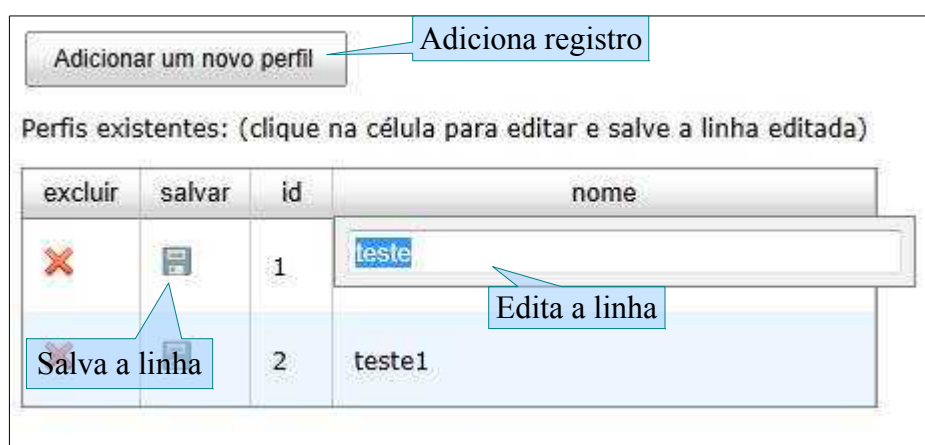 Adicionar um novo perfil
Adiciona registro
Perfis existentes: (clique na célula para editar e salve a linha editada)
excluir salvar id nome
1 teste
Edita a linha
Salva a linha
2 teste1